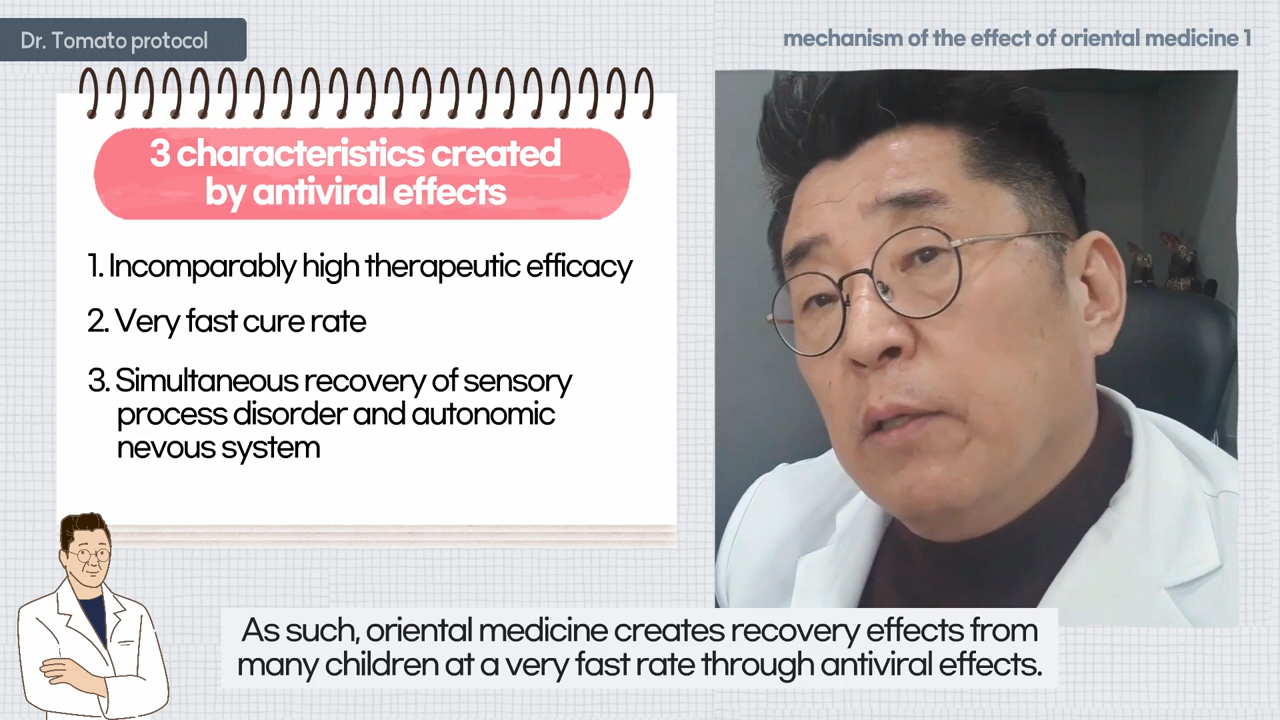 Dr. Tomato protocol
mechanism of the effect of oriental medicine 1
3 characteristics created
by antiviral effects
1. Incomparably high therapeutic efficacy
2. Very fast cure rate
3. Simultaneous recovery of sensory
process disorder and autonomic
nevous system
As such, oriental medicine creates recovery effects from
many children at a very fast rate through antiviral effects.